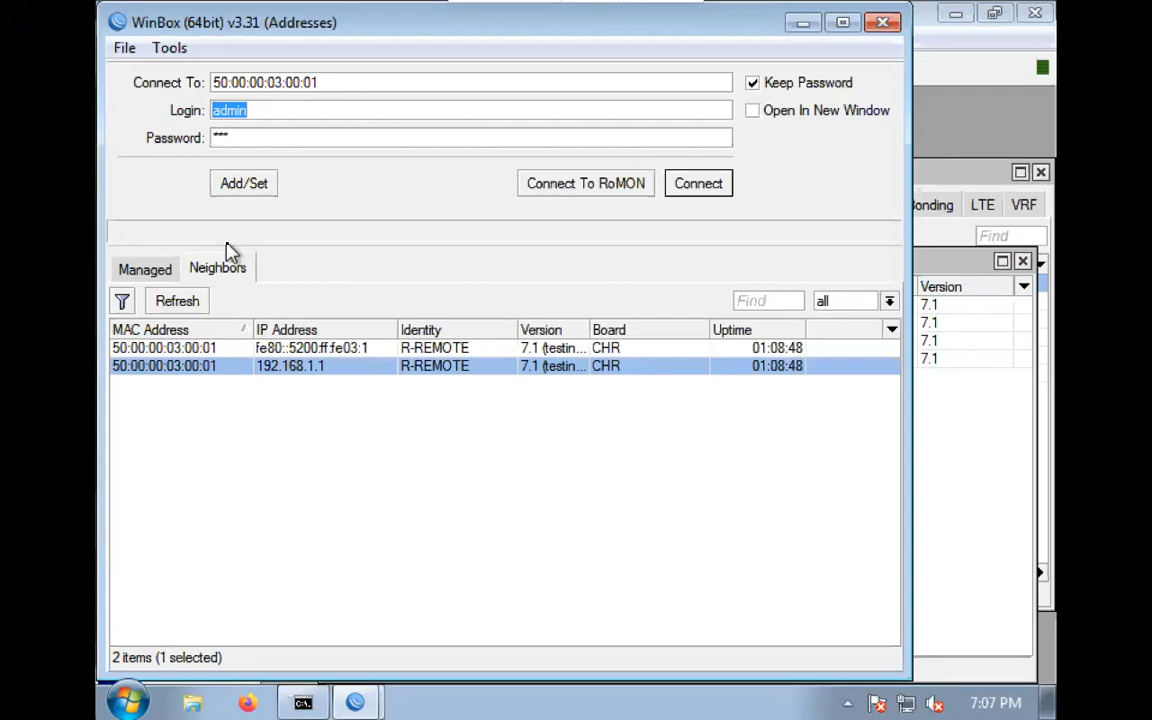 WinBox (64bit) v3.31 (Addresses)
File Tools
Connect To: 50:00:00:03:00:01
Keep Password
Login: admin
Open In New Window
Password: ***
Add/Set
Connect To RoMON
Connect
Bonding LTE VRF
Find
Managed
Neighbors
Version
Refresh
Find
all
MAC Address IP Address Identity Version Board Uptime
50:00:00:03:00:01 fe80::5200:ff:fe03:1 R-REMOTE 7.1 (testin... CHR 01:08:48
50:00:00:03:00:01 192.168.1.1 R-REMOTE 7.1 (testin... CHR 01:08:48
7.1
7.1
7.1
7.1
2 items (1 selected)
C:\.
7:07 PM